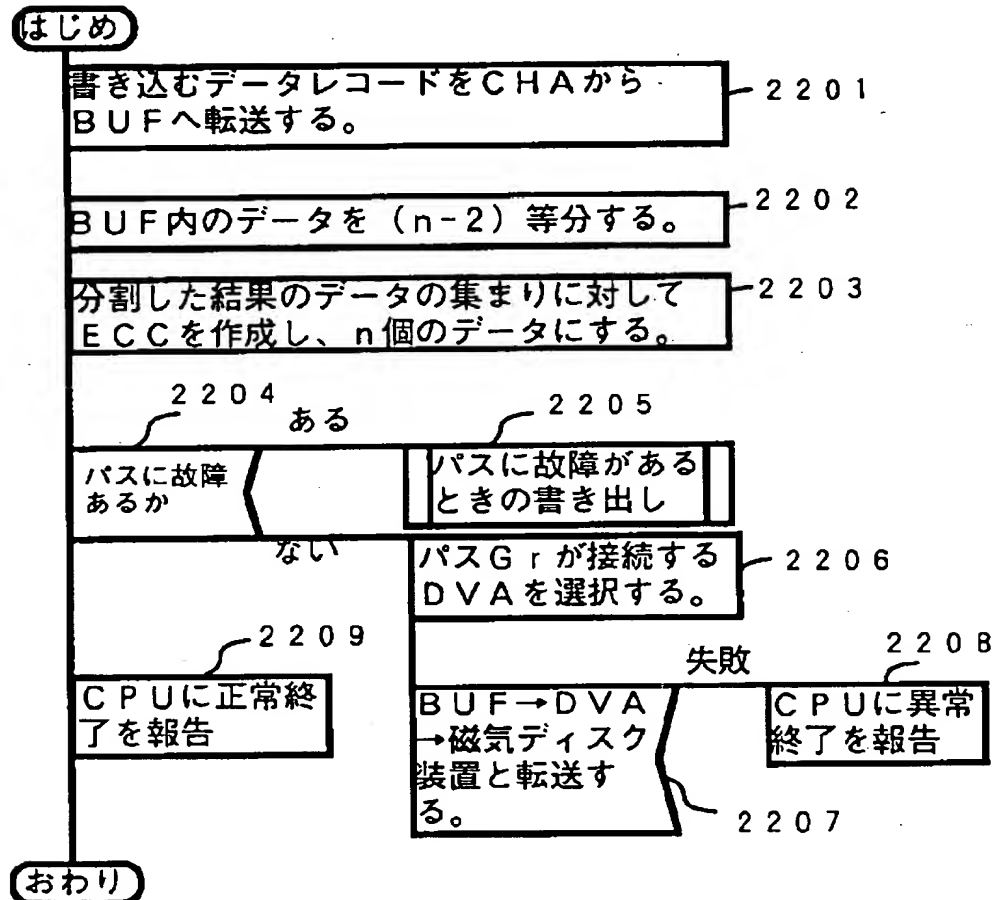 はじめ
書き込むデータレコードをCHAから
BUFへ転送する。
2201
BUF内のデータを(n-2)等分する。
2202
分割した結果のデータの集まりに対して
ECCを作成し、n個のデータにする。
2203
2204
ある
2205
パスに故障
あるか
パスに故障がある
ときの書き出し
ない
パスGrが接続する
DVAを選択する。
2206
2209
失敗
2208
CPUに正常終
了を報告
BUF→DVA
→磁気ディスク
装置と転送す
る。
CPUに異常
終了を報告
2207
おわり